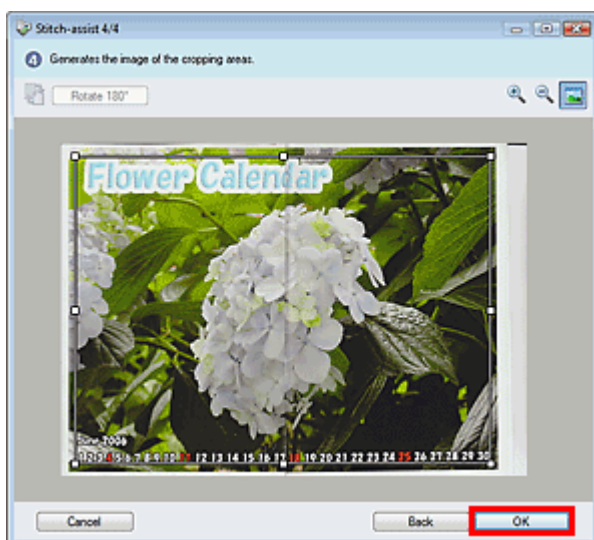 Stitch-assist 4/4
4 Generates the image of the cropping areas.
Rotate 180°
Flower Calendar
June 2006
1 2 3 4 5 6 7 8 9 10 11 12 13 14 15 16 17 18 19 20 21 22 23 24 25 26 27 28 29 30
Cancel
Back
OK